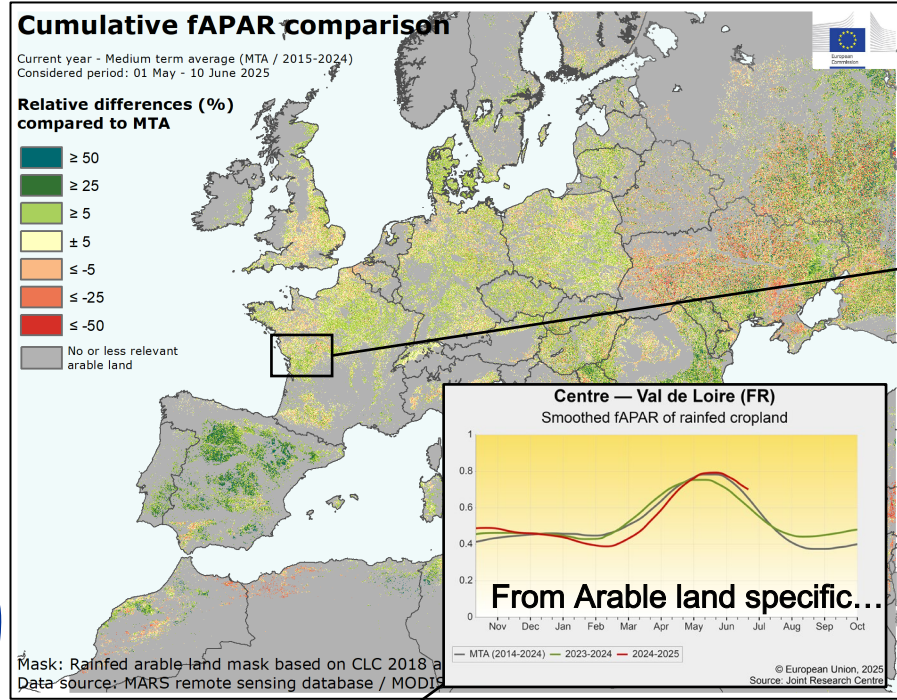 Cumulative fAPAR comparison
Current year - Medium term average (MTA / 2015-2024)
Considered period: 01 May - 10 June 2025
Relative differences (%)
compared to MTA
≥ 50
≥ 25
≥ 5
± 5
≤ -5
≤ -25
≤ -50
No or less relevant
arable land
European
Commission
Centre — Val de Loire (FR)
Smoothed fAPAR of rainfed cropland
1
0.8
0.6
0.4
0.2
0
Nov Dec Jan Feb Mar Apr May Jun Jul Aug Sep Oct
From Arable land specific...
MTA (2014-2024) 2023-2024 2024-2025
© European Union, 2025
Source: Joint Research Centre
Mask: Rainfed arable land mask based on CLC 2018 a
Data source: MARS remote sensing database / MODIS